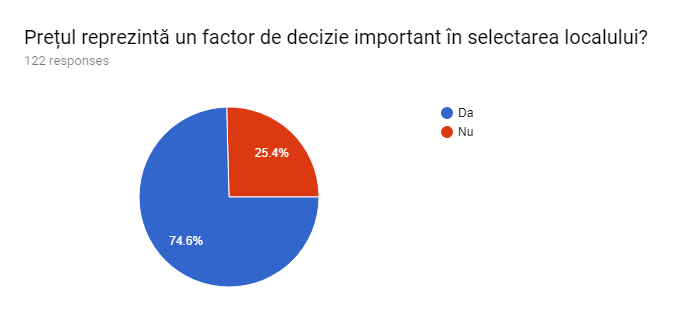 Prețul reprezintă un factor de decizie important în selectarea localului?
122 responses
Da
Nu
25.4%
74.6%